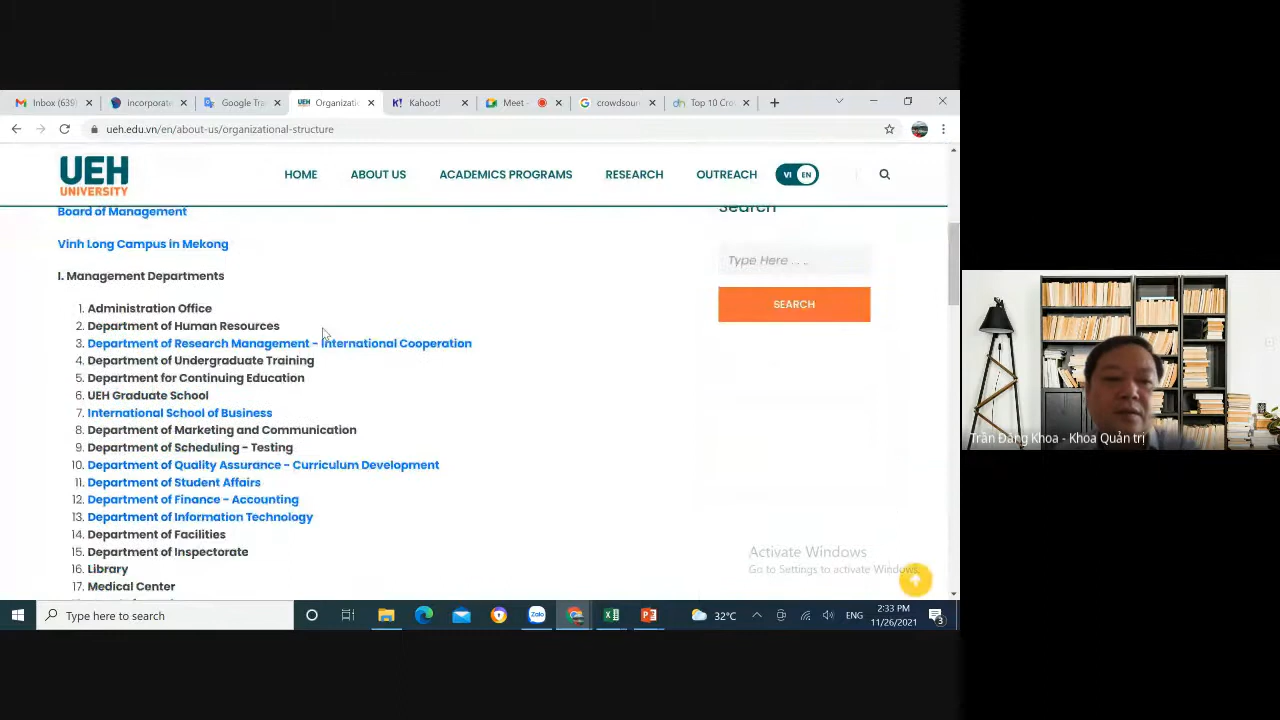 Inbox (639)
incorporate
Google Tra
Organizati
Kahoot!
Meet -
crowdsour
Top 10 Cro
ueh.edu.vn/en/about-us/organizational-structure
UEH
UNIVERSITY
HOME
ABOUT US
ACADEMICS PROGRAMS
RESEARCH
OUTREACH
VI EN
Board of Management
Search
Vinh Long Campus in Mekong
Type Here ... ..
I. Management Departments
SEARCH
1. Administration Office
2. Department of Human Resources
3. Department of Research Management - International Cooperation
4. Department of Undergraduate Training
5. Department for Continuing Education
6. UEH Graduate School
7. International School of Business
8. Department of Marketing and Communication
9. Department of Scheduling - Testing
10. Department of Quality Assurance - Curriculum Development
11. Department of Student Affairs
12. Department of Finance - Accounting
13. Department of Information Technology
14. Department of Facilities
15. Department of Inspectorate
16. Library
17. Medical Center
Activate Windows
Go to Settings to activate Windows.
Trần Đăng Khoa - Khoa Quản trị
Type here to search
Zalo
32°C
ENG
2:33 PM
11/26/2021
3